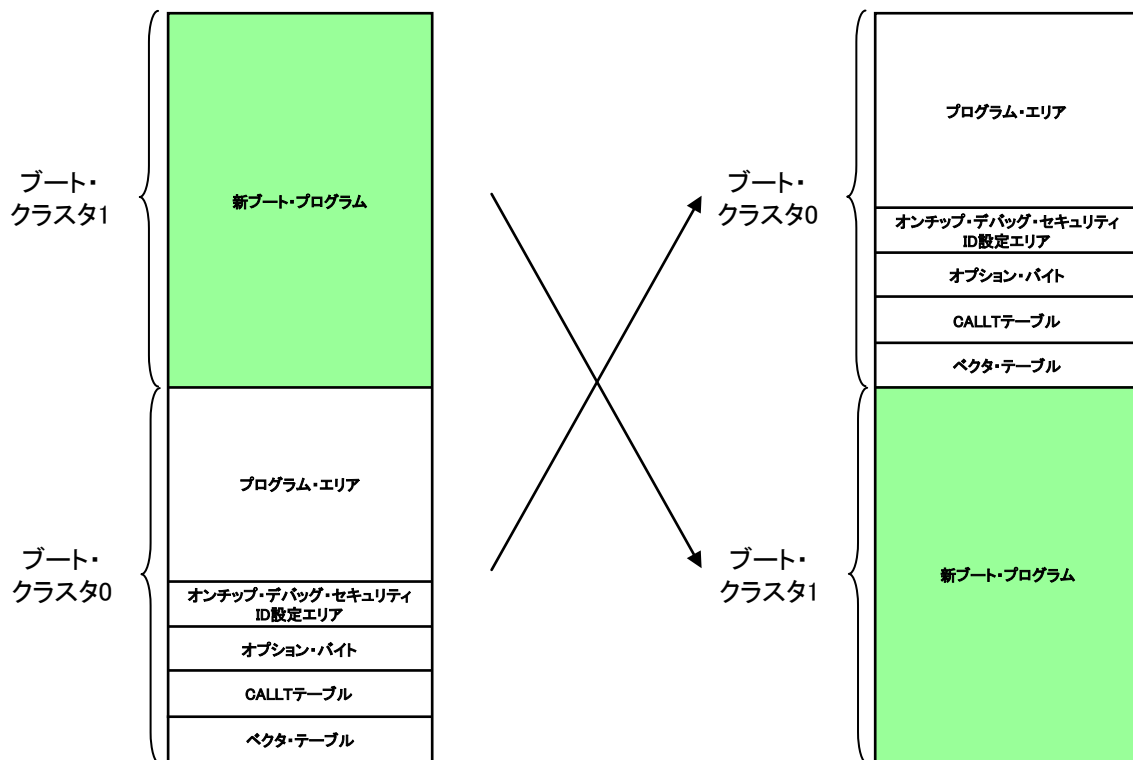 ブート・
クラスタ1
新ブート・プログラム
ブート・
クラスタ0
プログラム・エリア
オンチップ・デバッグ・セキュリティ
ID設定エリア
オプション・バイト
CALLTテーブル
ベクタ・テーブル
ブート・
クラスタ0
プログラム・エリア
オンチップ・デバッグ・セキュリティ
ID設定エリア
オプション・バイト
CALLTテーブル
ベクタ・テーブル
ブート・
クラスタ1
新ブート・プログラム